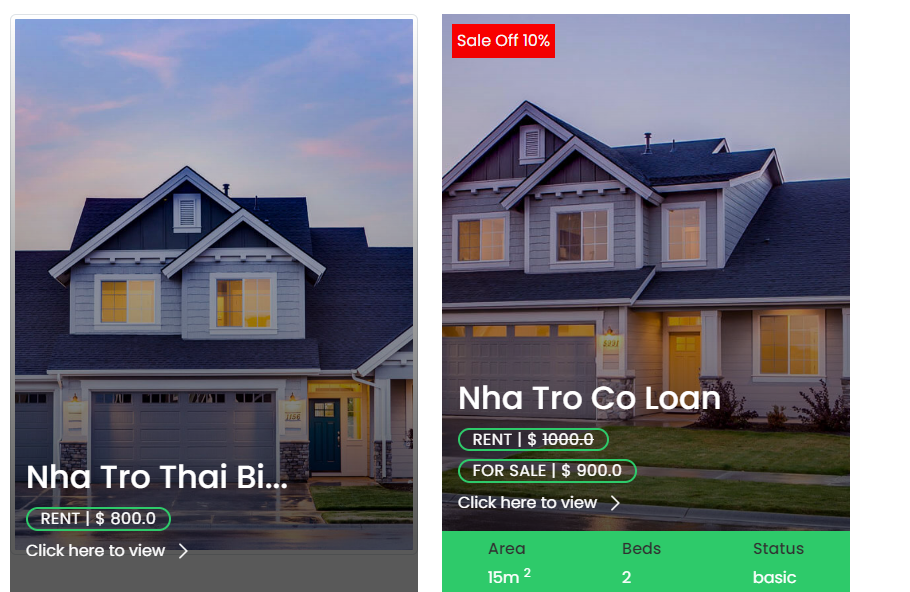 Nha Tro Thai Bi...
RENT | $ 800.0
Click here to view
Sale Off 10%
Nha Tro Co Loan
RENT | $ 1000.0
FOR SALE | $ 900.0
Click here to view
Area Beds Status
15m 2 2 basic